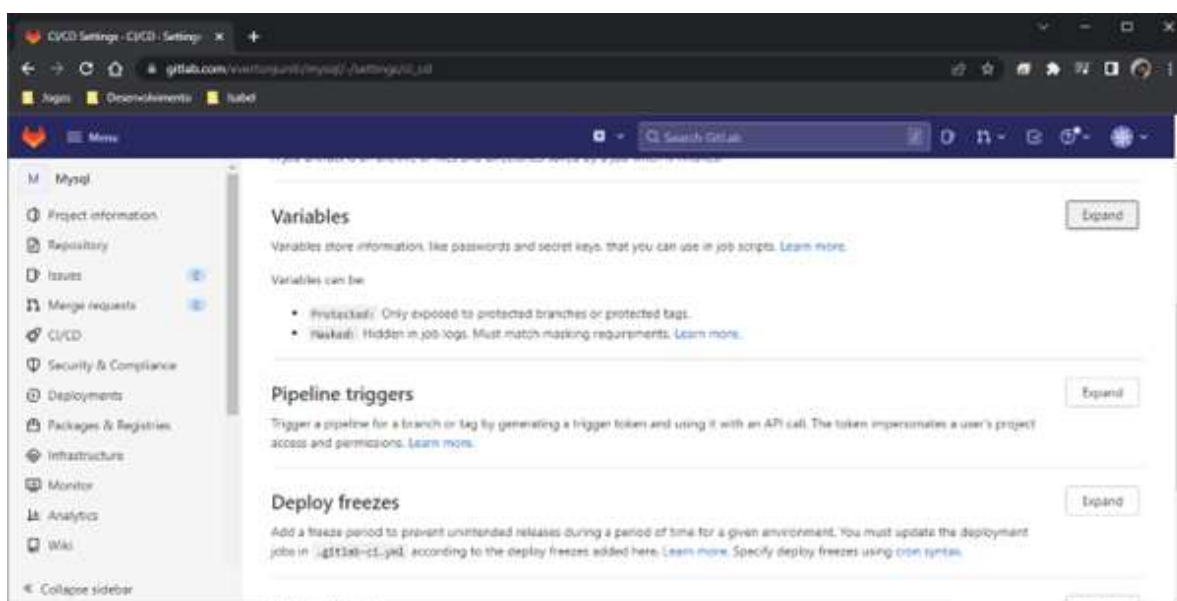 CI/CD Settings · CI/CD · Settings
gitlab.com/evertonjuniti/mysql/-/settings/ci_cd
Jogos Desenvolvimento Isabel
Menu
Search GitLab
M Mysql
Project information
Repository
Issues 0
Merge requests 0
CI/CD
Security & Compliance
Deployments
Packages & Registries
Infrastructure
Monitor
Analytics
Wiki
Collapse sidebar
Variables
Expand
Variables store information, like passwords and secret keys, that you can use in job scripts. Learn more.
Variables can be:
Protected: Only exposed to protected branches or protected tags.
Masked: Hidden in job logs. Must match masking requirements. Learn more.
Pipeline triggers
Expand
Trigger a pipeline for a branch or tag by generating a trigger token and using it with an API call. The token impersonates a user's project
access and permissions. Learn more.
Deploy freezes
Expand
Add a freeze period to prevent unintended releases during a period of time for a given environment. You must update the deployment
jobs in .gitlab-ci.yml according to the deploy freezes added here. Learn more. Specify deploy freezes using cron syntax.